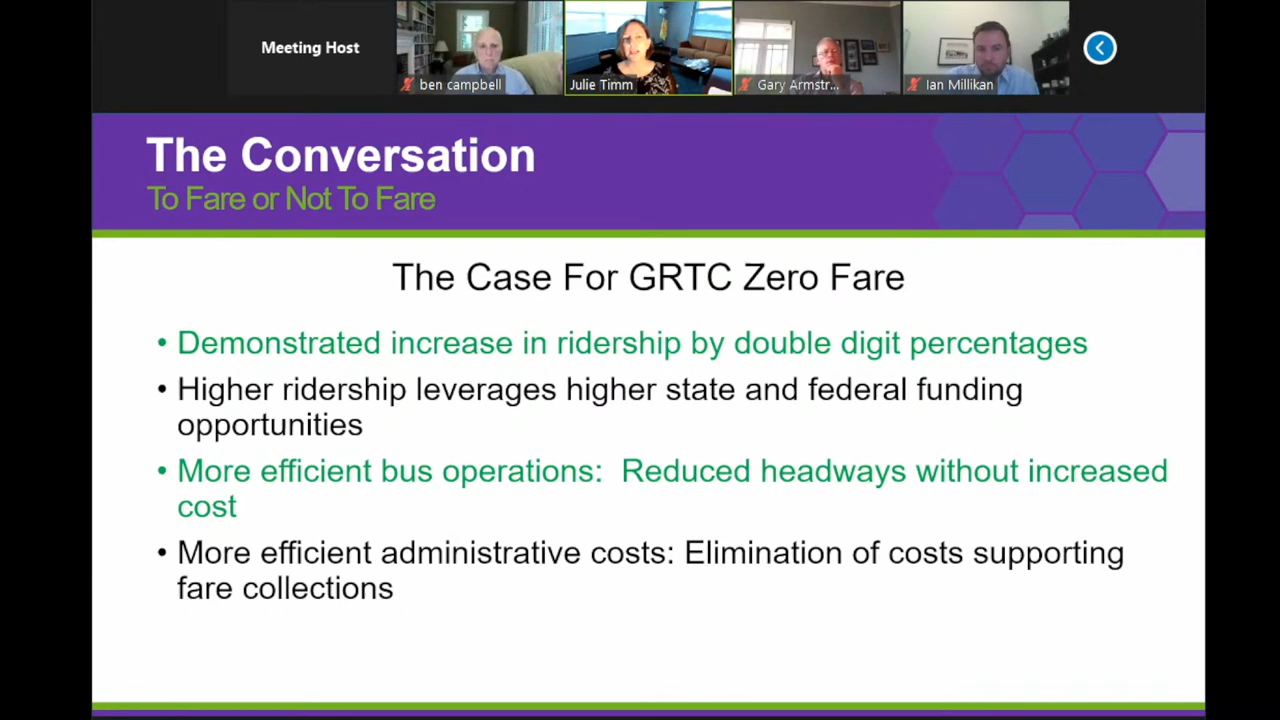 Meeting Host
ben campbell
Julie Timm
Gary Armstr...
Ian Millikan
The Conversation
To Fare or Not To Fare
The Case For GRTC Zero Fare
• Demonstrated increase in ridership by double digit percentages
• Higher ridership leverages higher state and federal funding
opportunities
• More efficient bus operations:  Reduced headways without increased
cost
• More efficient administrative costs: Elimination of costs supporting
fare collections